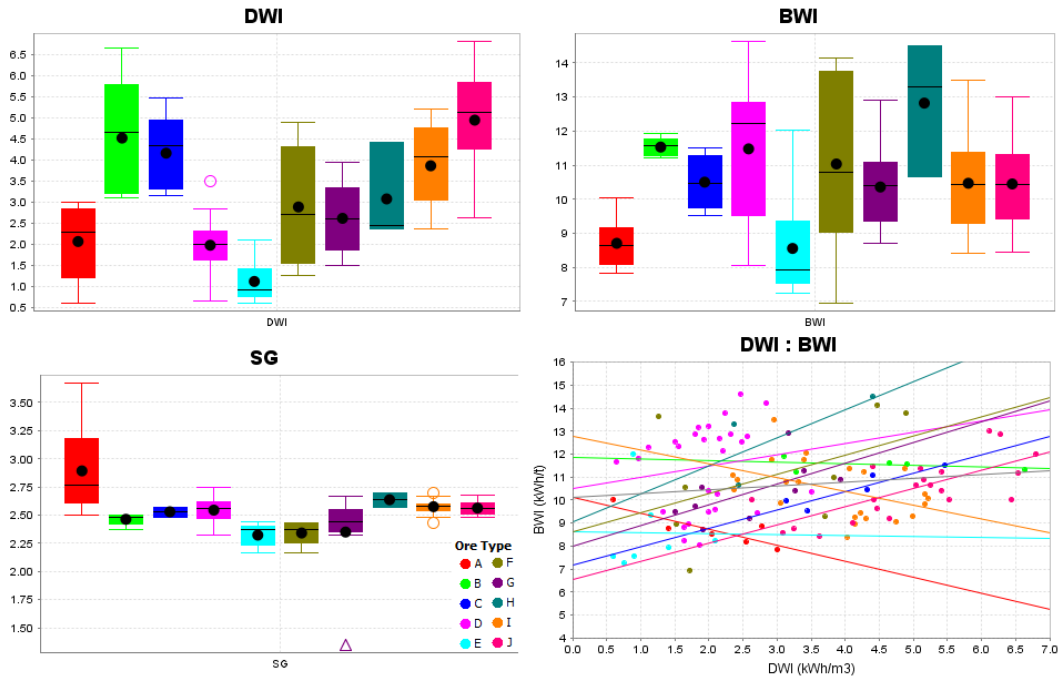 DWI
6.5
6.0
5.5
5.0
4.5
4.0
3.5
3.0
2.5
2.0
1.5
1.0
0.5
DWI
BWI
14
13
12
11
10
9
8
7
BWI
SG
3.50
3.00
2.75
2.50
2.25
2.00
1.75
1.50
SG
Ore Type
A F
B G
C H
D I
E J
DWI : BWI
BWI (kWh/t)
16
15
14
13
12
11
10
9
8
7
6
5
4
0.0 0.5 1.0 1.5 2.0 2.5 3.0 3.5 4.0 4.5 5.0 5.5 6.0 6.5 7.0
DWI (kWh/m3)